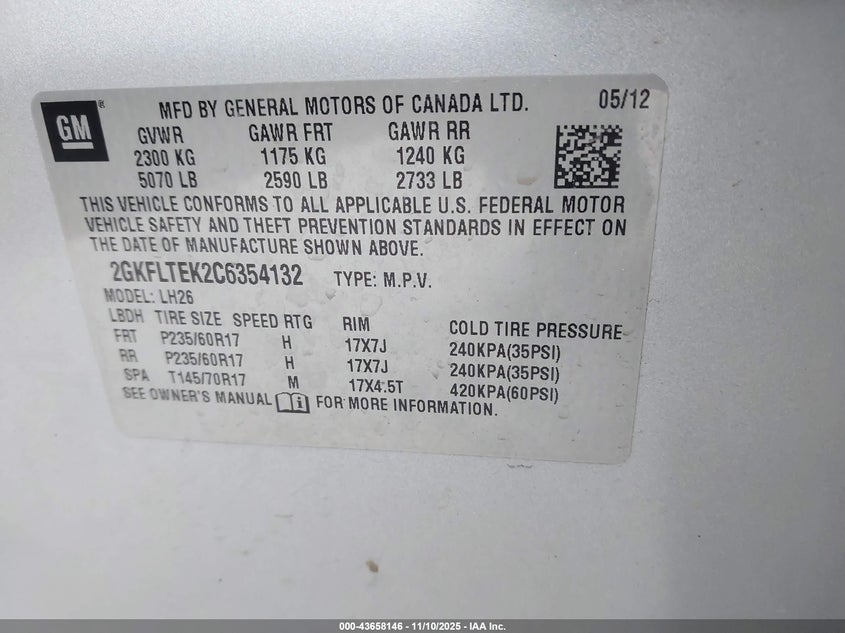 GM
®
MFD BY GENERAL MOTORS OF CANADA LTD. 05/12
GVWR GAWR FRT GAWR RR
2300 KG 1175 KG 1240 KG
5070 LB 2590 LB 2733 LB
THIS VEHICLE CONFORMS TO ALL APPLICABLE U.S. FEDERAL MOTOR
VEHICLE SAFETY AND THEFT PREVENTION STANDARDS IN EFFECT ON
THE DATE OF MANUFACTURE SHOWN ABOVE.
2GKFLTEK2C6354132 TYPE: M.P.V.
MODEL: LH26
LBDH TIRE SIZE SPEED RTG RIM COLD TIRE PRESSURE
FRT P235/60R17 H 17X7J 240KPA(35PSI)
RR P235/60R17 H 17X7J 240KPA(35PSI)
SPA T145/70R17 M 17X4.5T 420KPA(60PSI)
SEE OWNER'S MANUAL i FOR MORE INFORMATION.
000-43658146 - 11/10/2025 - IAA Inc.